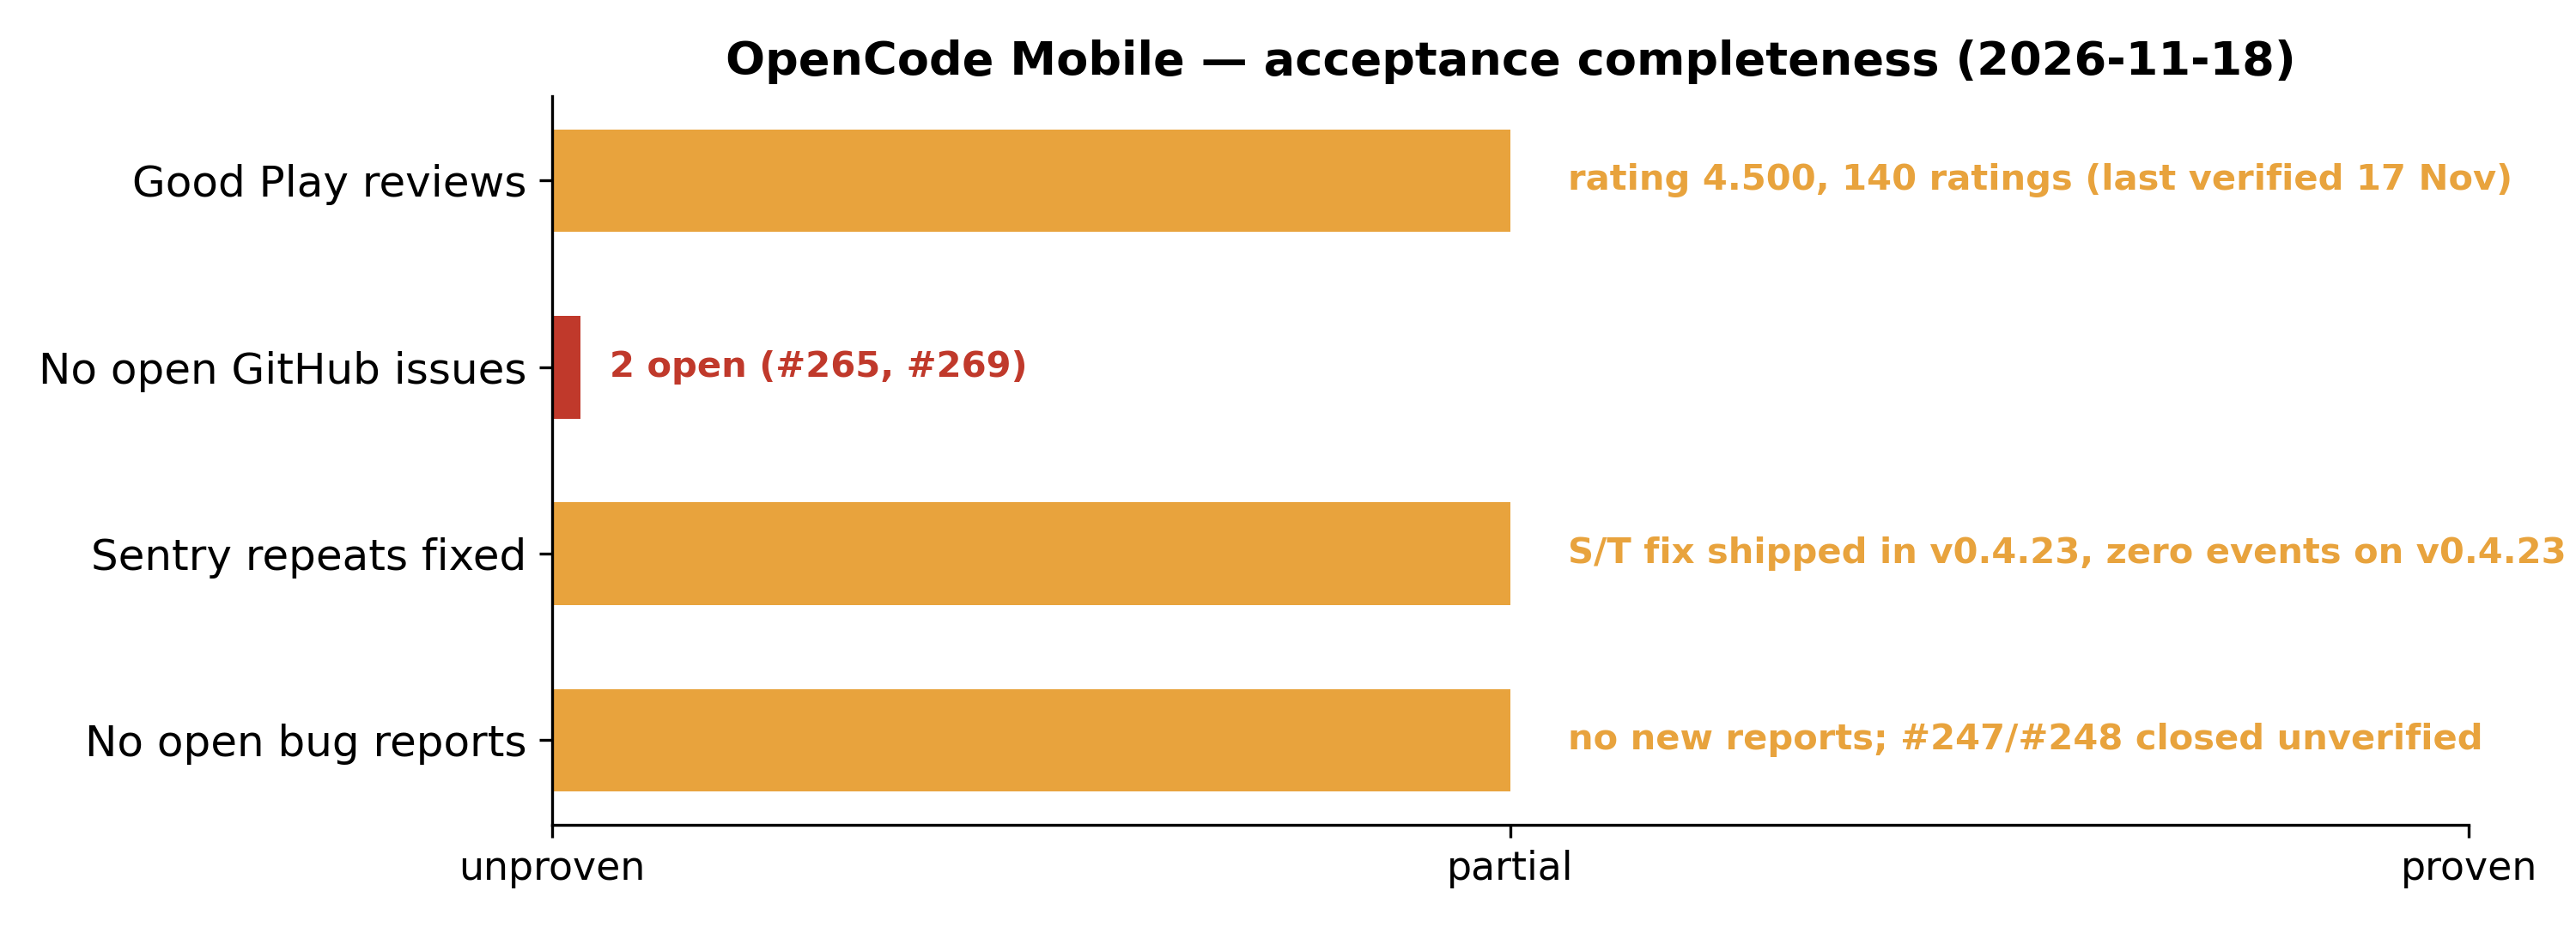 OpenCode Mobile — acceptance completeness (2026-11-18)
Good Play reviews
rating 4.500, 140 ratings (last verified 17 Nov)
No open GitHub issues
2 open (#265, #269)
Sentry repeats fixed
S/T fix shipped in v0.4.23, zero events on v0.4.23
No open bug reports
no new reports; #247/#248 closed unverified
unproven
partial
proven